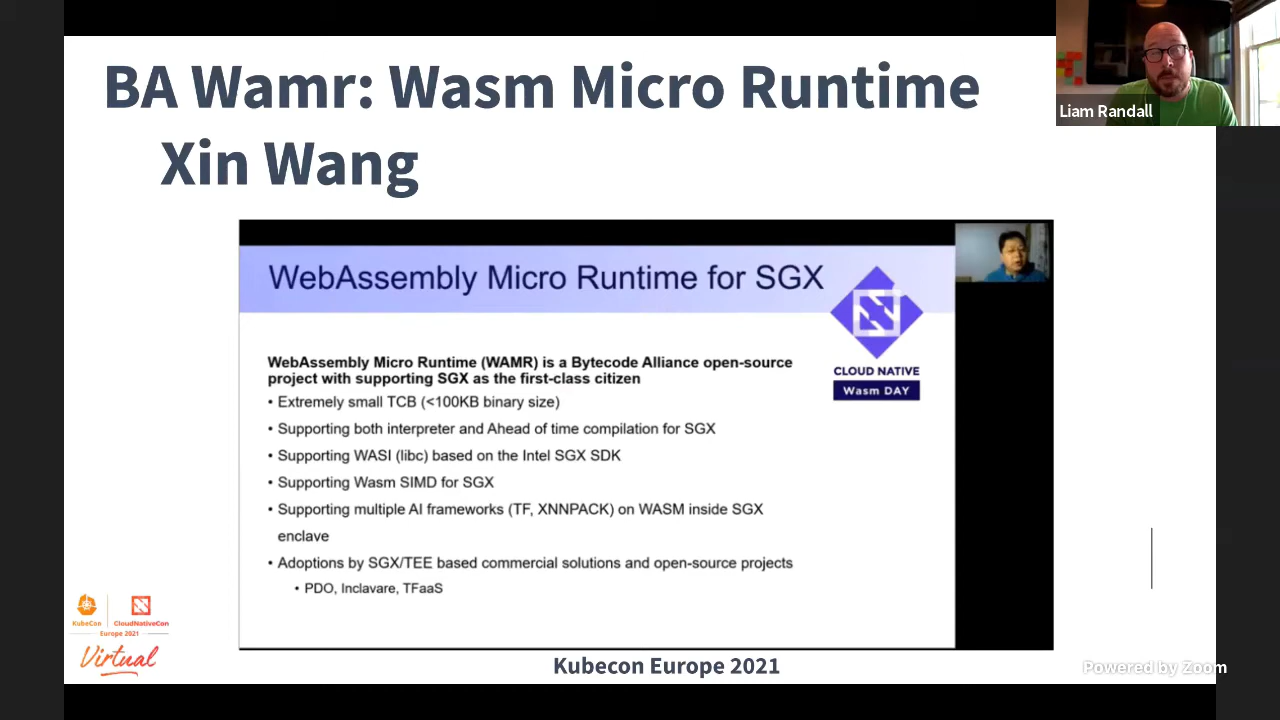 BA Wamr: Wasm Micro Runtime
Xin Wang
Liam Randall
WebAssembly Micro Runtime for SGX
CLOUD NATIVE
Wasm DAY
WebAssembly Micro Runtime (WAMR) is a Bytecode Alliance open-source
project with supporting SGX as the first-class citizen
• Extremely small TCB (<100KB binary size)
• Supporting both interpreter and Ahead of time compilation for SGX
• Supporting WASI (libc) based on the Intel SGX SDK
• Supporting Wasm SIMD for SGX
• Supporting multiple AI frameworks (TF, XNNPACK) on WASM inside SGX
enclave
• Adoptions by SGX/TEE based commercial solutions and open-source projects
• PDO, Inclavare, TFaaS
KubeCon CloudNativeCon
Europe 2021
Virtual
Kubecon Europe 2021
Powered by Zoom